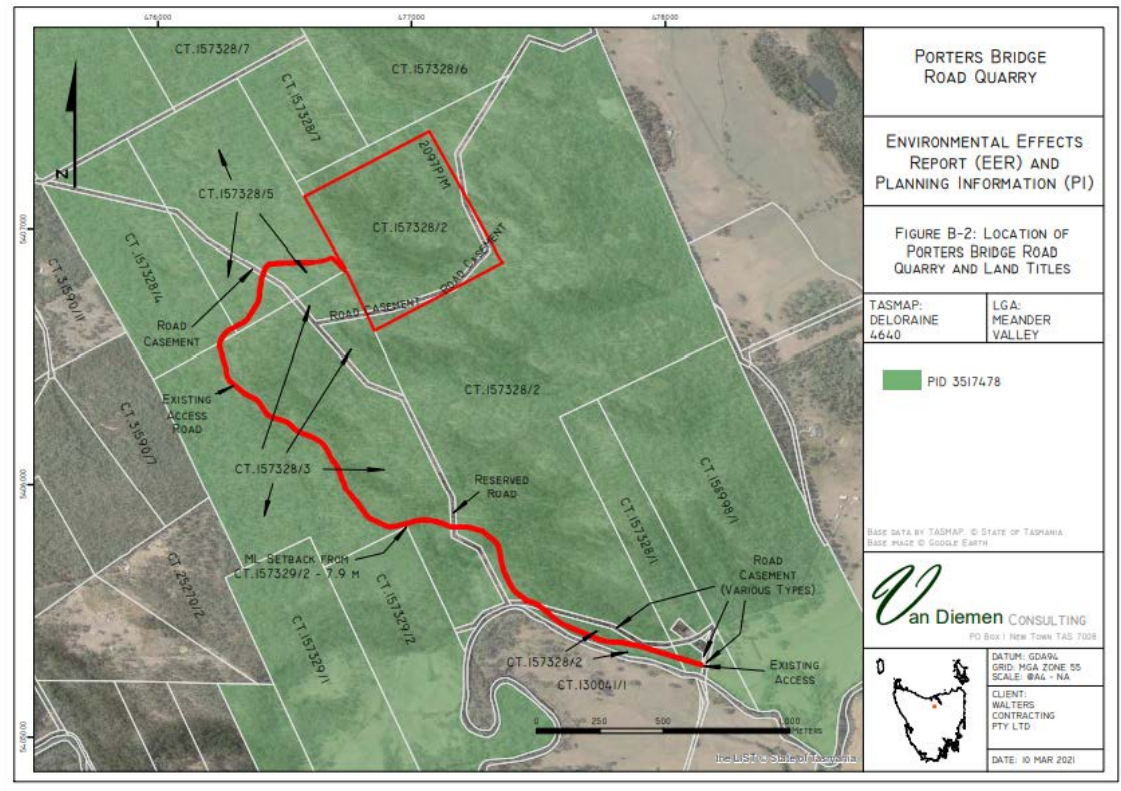 476000
477000
478000
5407000
5406000
5405000
N
CT.157328/7
CT.157328/6
CT.157328/7
2097P/M
CT.157328/5
CT.157328/2
CT.157328/4
CT.31590/11
ROAD CASEMENT
ROAD CASEMENT
ROAD
CASEMENT
CT.157328/2
EXISTING
ACCESS
ROAD
CT.31590/7
CT.157328/3
CT.156998/1
RESERVED
ROAD
CT.157328/1
ML SETBACK FROM
CT.157329/2 - 7.9 M
ROAD
CASEMENT
(VARIOUS TYPES)
CT.25270/2
CT.157329/2
CT.157329/1
CT.157328/2
EXISTING
ACCESS
CT.130041/1
0 250 500 1000
METERS
the LIST © State of Tasmania
PORTERS BRIDGE
ROAD QUARRY
ENVIRONMENTAL EFFECTS
REPORT (EER) AND
PLANNING INFORMATION (PI)
FIGURE B-2: LOCATION OF
PORTERS BRIDGE ROAD
QUARRY AND LAND TITLES
TASMAP:
DELORAINE
4640
LGA:
MEANDER
VALLEY
PID 3517478
BASE DATA BY TASMAP. © STATE OF TASMANIA
BASE IMAGE © GOOGLE EARTH
Van Diemen CONSULTING
PO BOX 1 NEW TOWN TAS 7008
DATUM: GDA94
GRID: MGA ZONE 55
SCALE: @A4 - NA
CLIENT:
WALTERS
CONTRACTING
PTY LTD
DATE: 10 MAR 2021